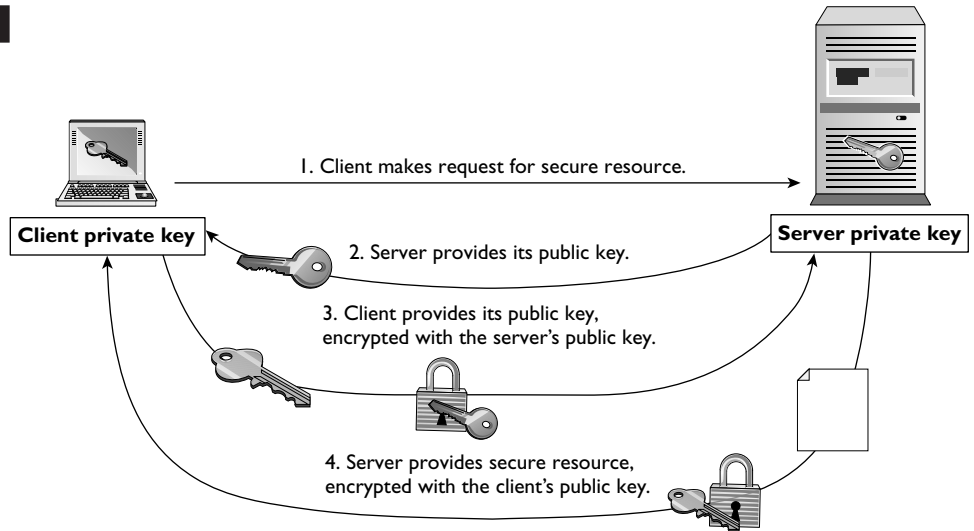 1. Client makes request for secure resource.
Client private key
Server private key
2. Server provides its public key.
3. Client provides its public key,
encrypted with the server’s public key.
4. Server provides secure resource,
encrypted with the client’s public key.